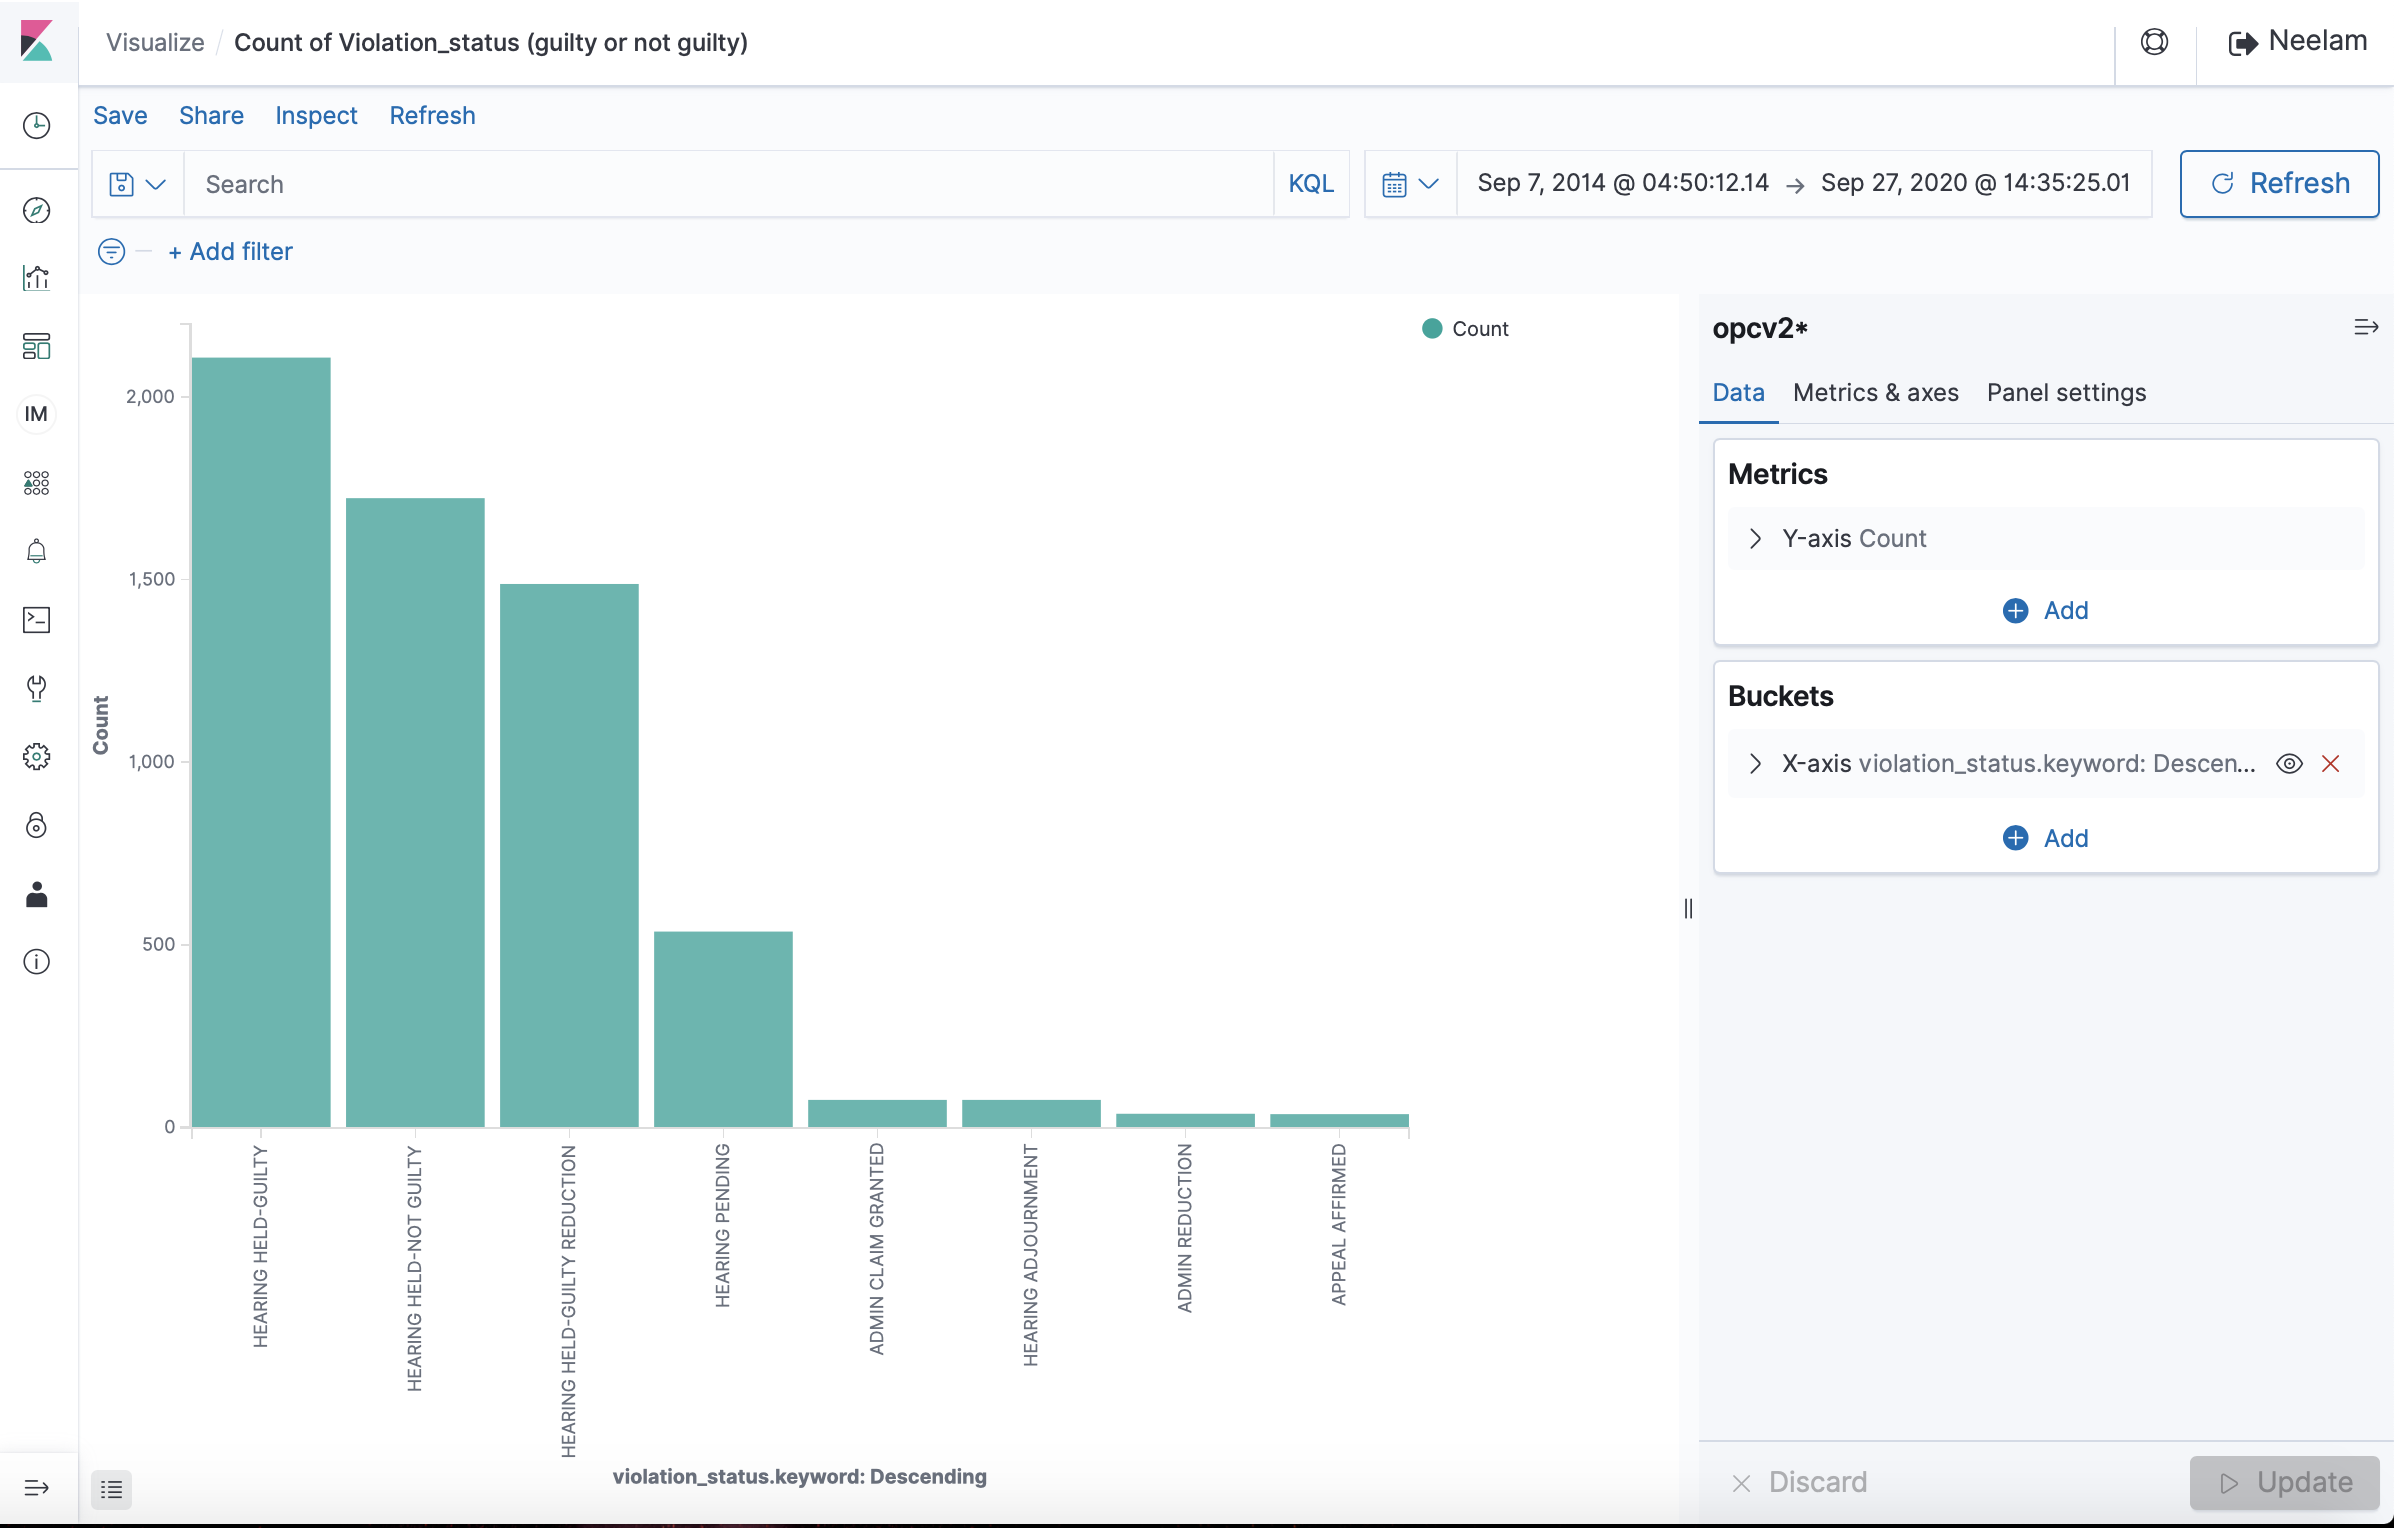 Visualize / Count of Violation_status (guilty or not guilty)
Neelam
Save Share Inspect Refresh
Search KQL Sep 7, 2014 @ 04:50:12.14 → Sep 27, 2020 @ 14:35:25.01 Refresh
+ Add filter
IM
Count
2,000
1,500
1,000
500
0
Count
HEARING HELD-GUILTY
HEARING HELD-NOT GUILTY
HEARING HELD-GUILTY REDUCTION
HEARING PENDING
ADMIN CLAIM GRANTED
HEARING ADJOURNMENT
ADMIN REDUCTION
APPEAL AFFIRMED
violation_status.keyword: Descending
opcv2*
Data Metrics & axes Panel settings
Metrics
Y-axis Count
Add
Buckets
X-axis violation_status.keyword: Descen...
Add
Discard Update